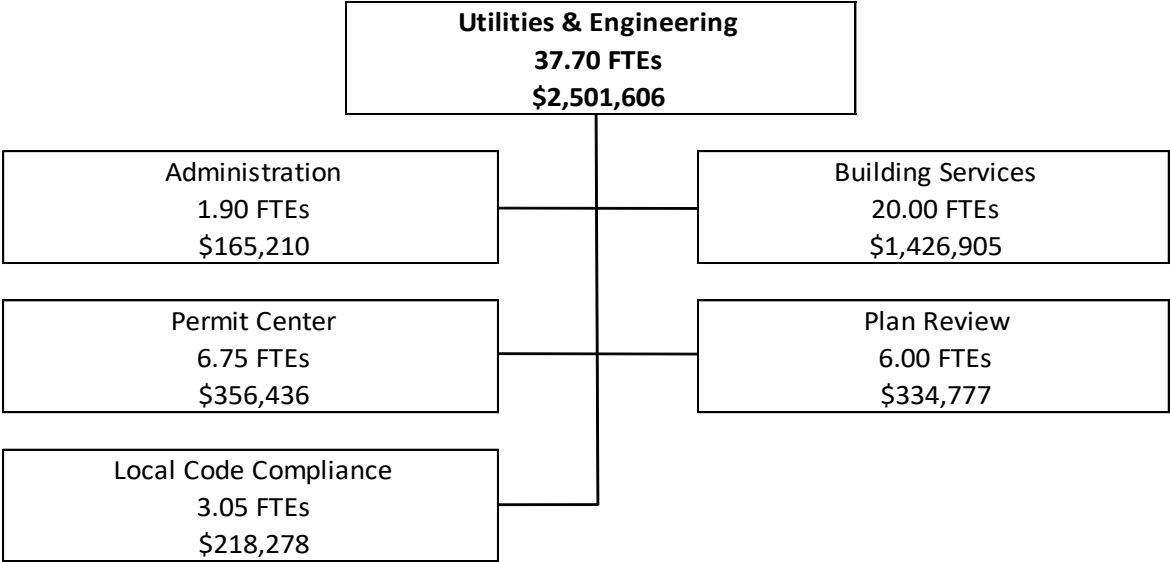 Utilities & Engineering
37.70 FTEs
$2,501,606
Administration
1.90 FTEs
$165,210
Building Services
20.00 FTEs
$1,426,905
Permit Center
6.75 FTEs
$356,436
Plan Review
6.00 FTEs
$334,777
Local Code Compliance
3.05 FTEs
$218,278